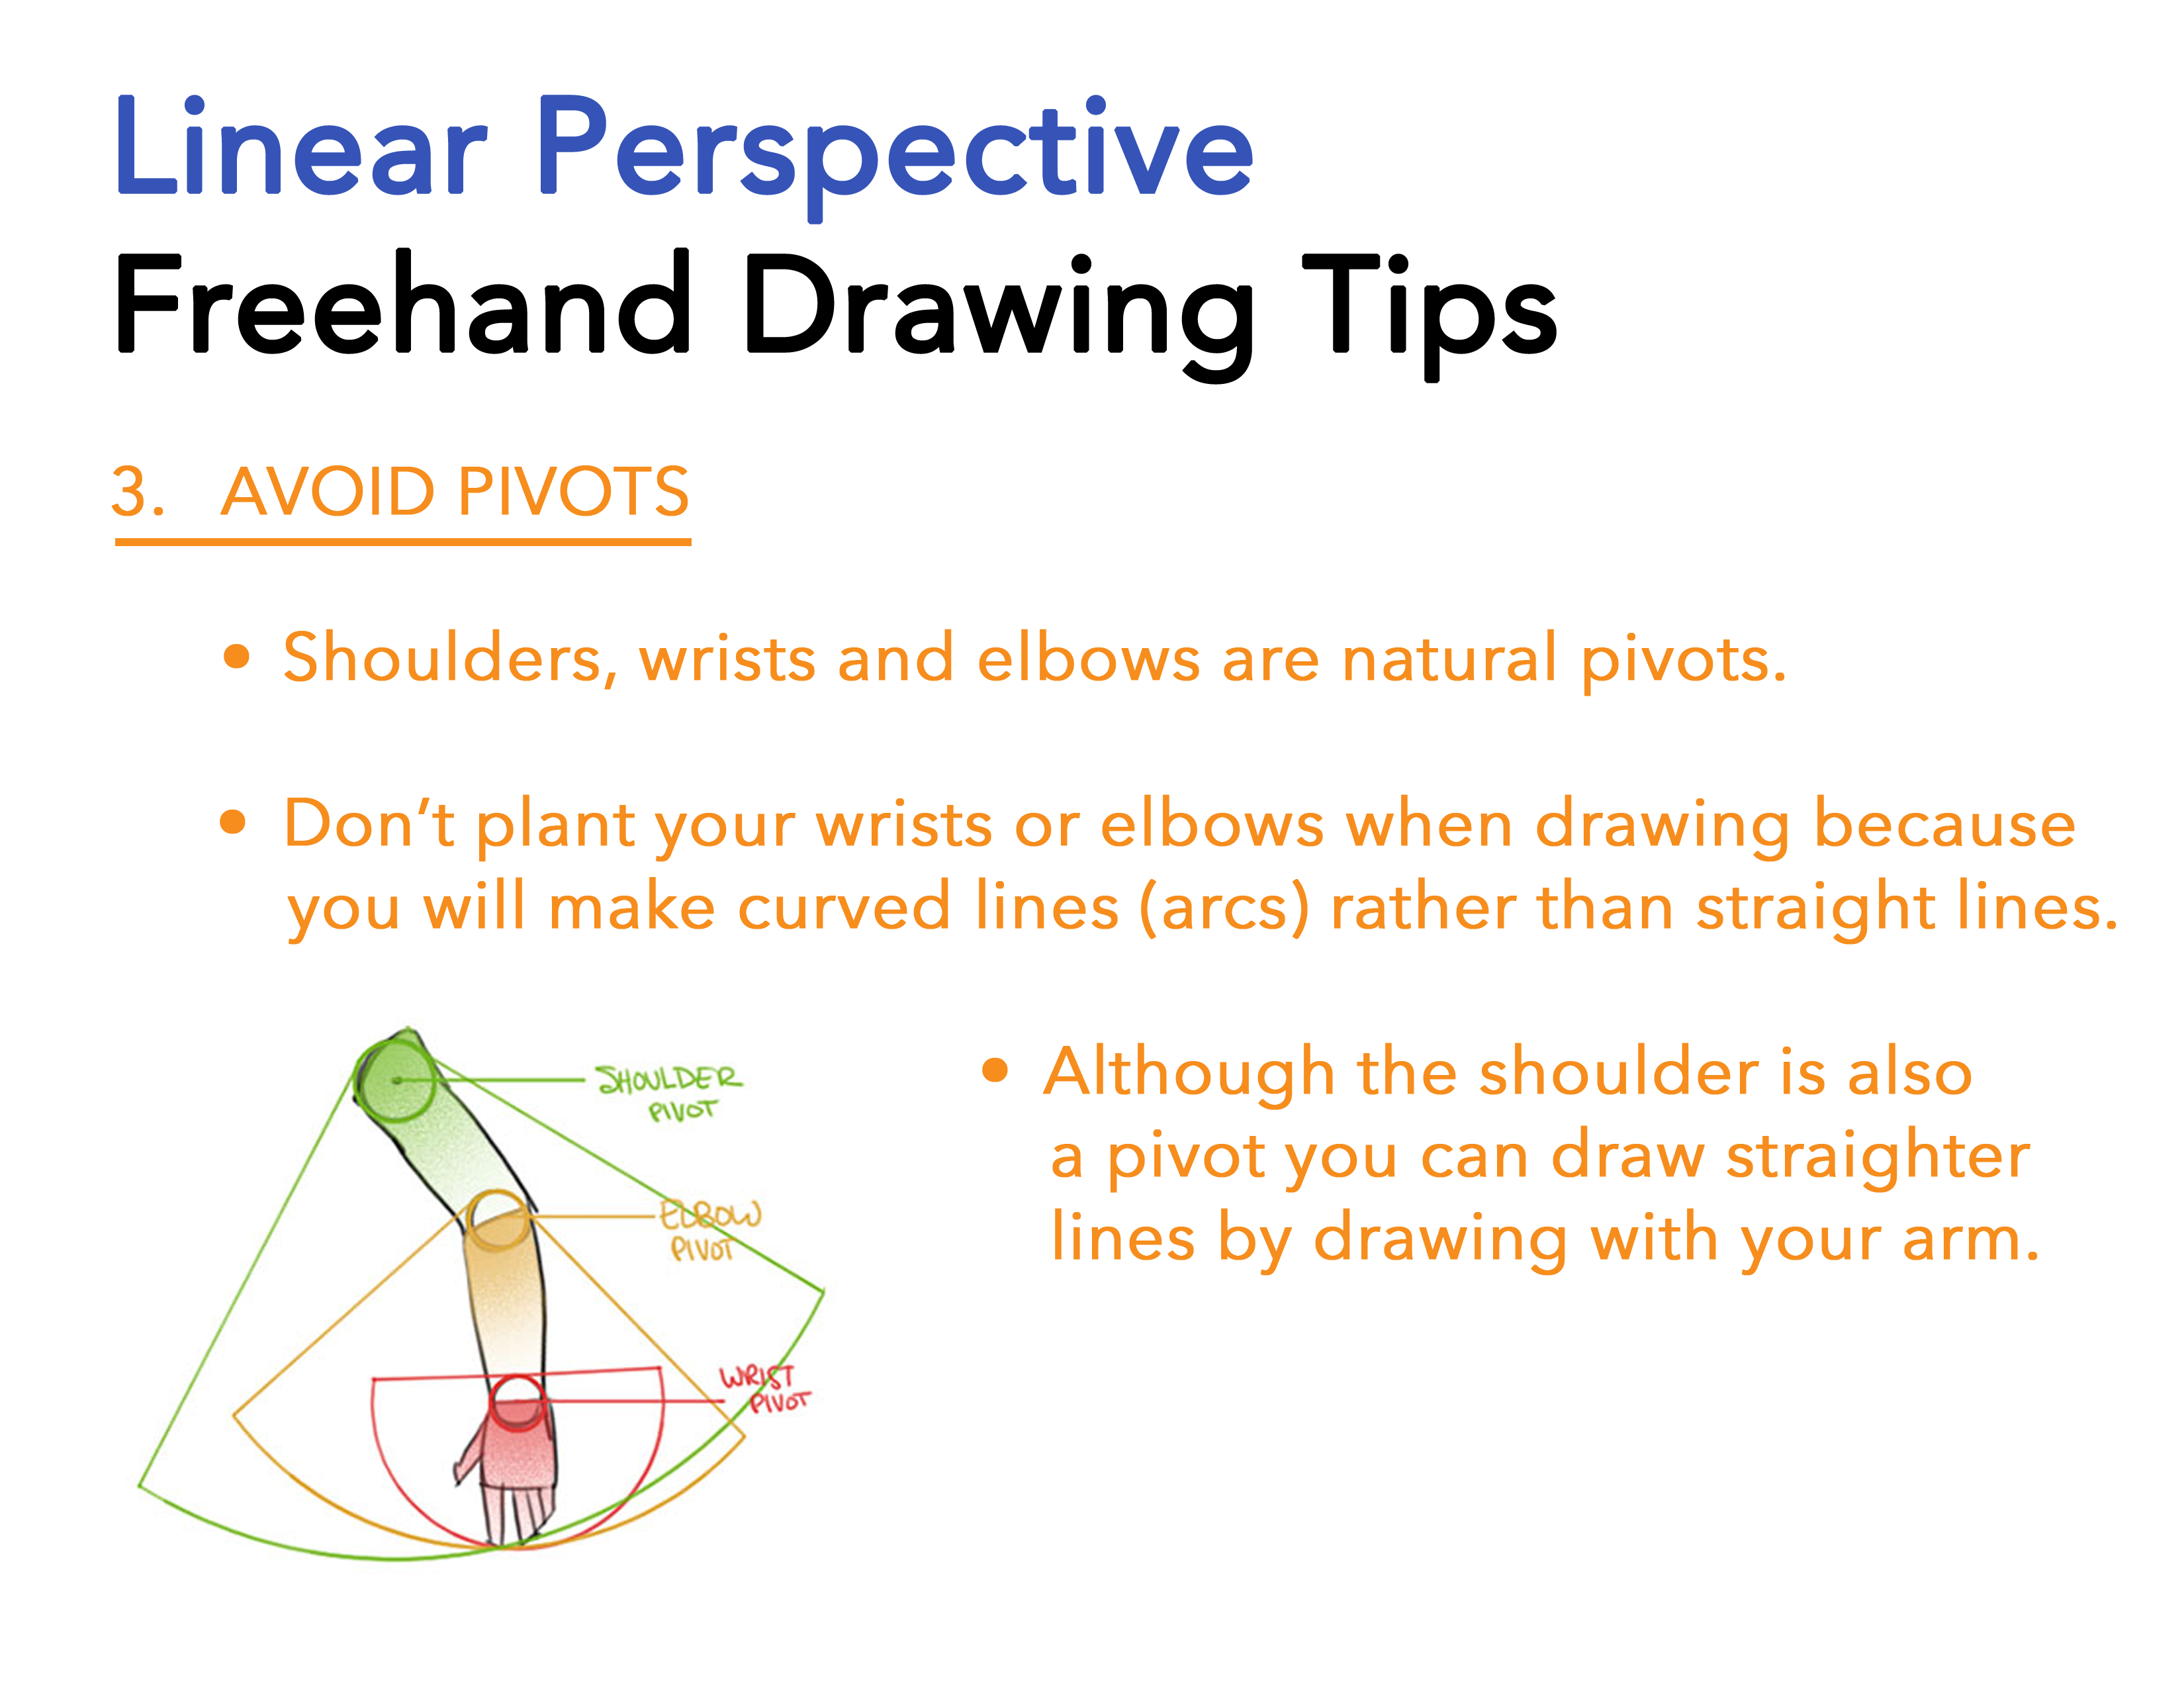 Linear Perspective
Freehand Drawing Tips
3. AVOID PIVOTS
• Shoulders, wrists and elbows are natural pivots.
• Don’t plant your wrists or elbows when drawing because
you will make curved lines (arcs) rather than straight lines.
SHOULDER
PIVOT
ELBOW
PIVOT
WRIST
PIVOT
• Although the shoulder is also
a pivot you can draw straighter
lines by drawing with your arm.